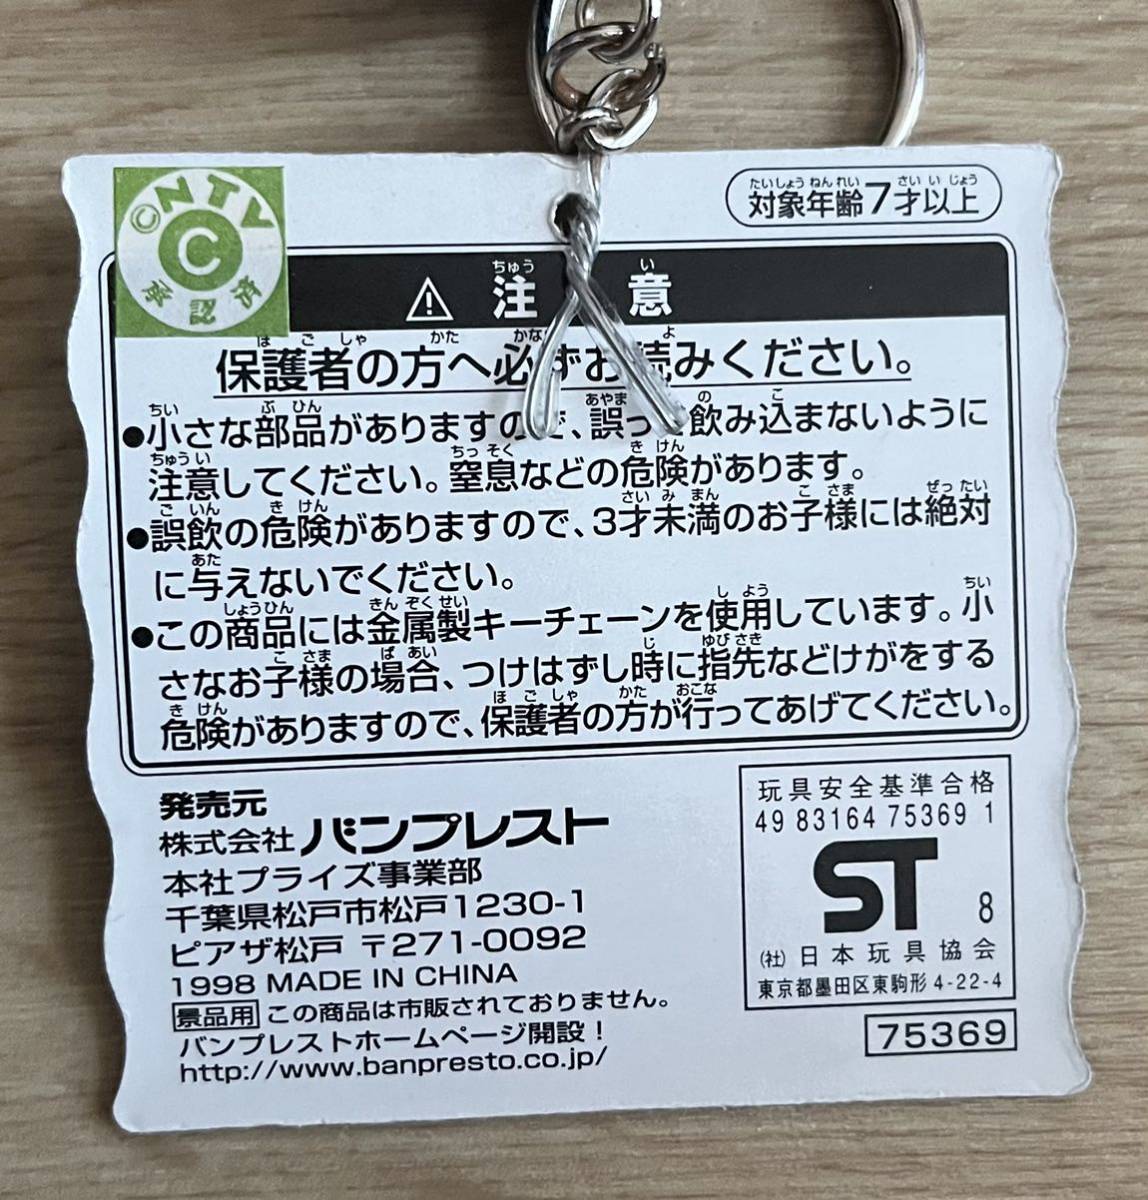 ©NTV
C
承認済
対象年齢7才以上
たいしょうねんれい さいいじょう
注意
ちゅうい
保護者の方へ必ずお読みください。
ほごしゃ かた かなら よ
●小さな部品がありますので、誤って飲み込まないように
ちい ぶひん あやま の こ
注意してください。窒息などの危険があります。
ちゅうい ちっそく きけん
●誤飲の危険がありますので、3才未満のお子様には絶対
ごいん きけん さいみまん こさま ぜったい
に与えないでください。
あた
●この商品には金属製キーチェーンを使用しています。小
しょうひん きんぞくせい しよう ちい
さなお子様の場合、つけはずし時に指先などけがをする
こさま ばあい じ ゆびさき
危険がありますので、保護者の方が行ってあげてください。
きけん ほごしゃ かた おこな
発売元
株式会社 バンプレスト
本社プライズ事業部
千葉県松戸市松戸1230-1
ピアザ松戸 〒271-0092
1998 MADE IN CHINA
景品用 この商品は市販されておりません。
バンプレストホームページ開設!
http://www.banpresto.co.jp/
玩具安全基準合格
49 83164 75369 1
ST 8
(社)日本玩具協会
東京都墨田区東駒形 4-22-4
75369